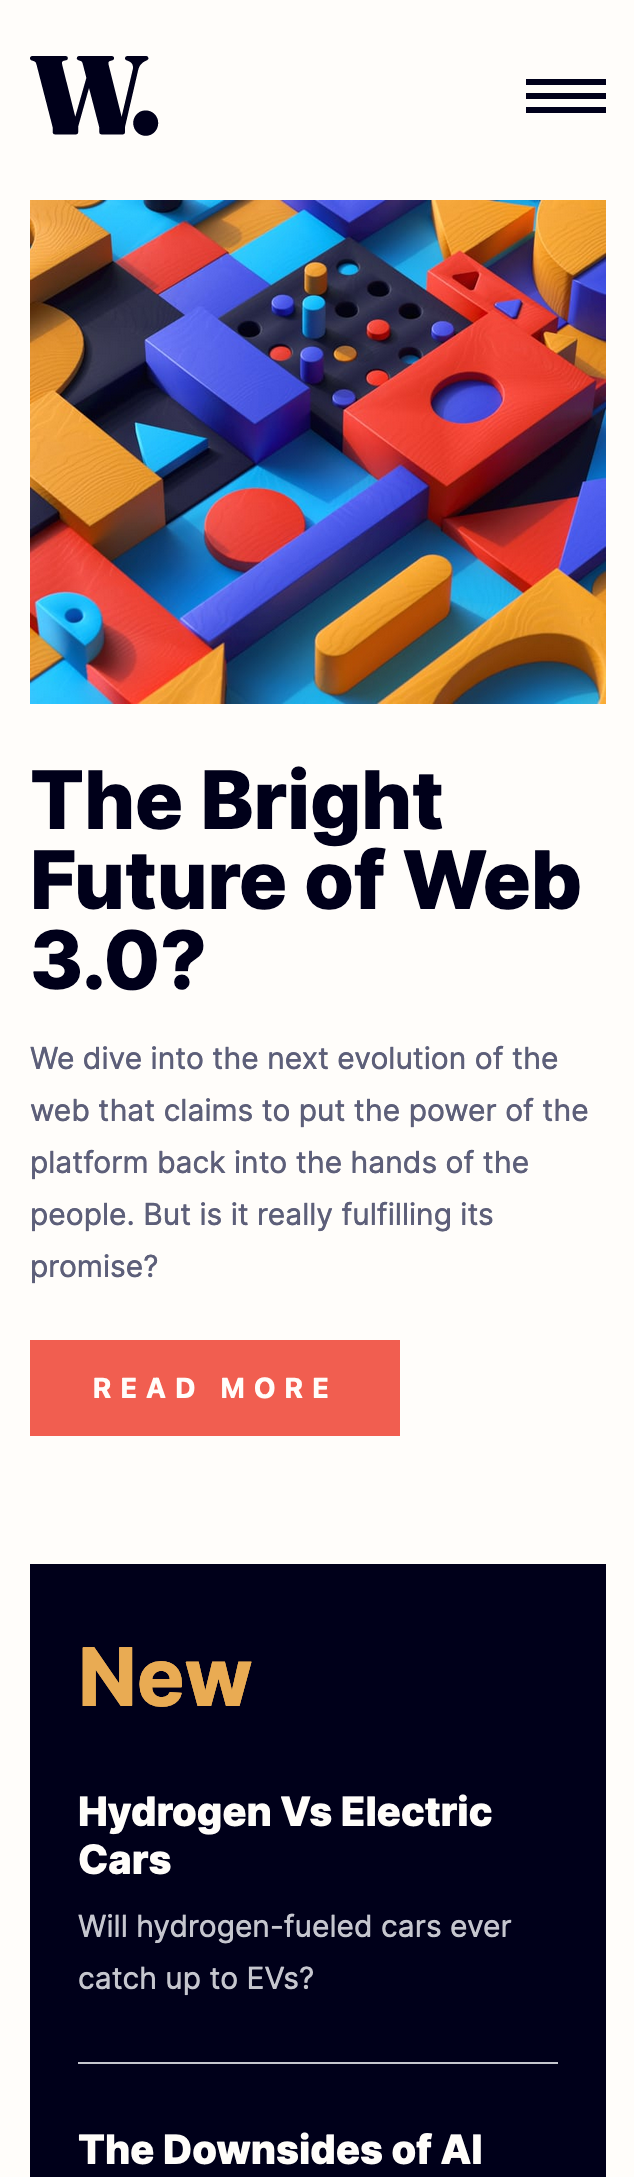 W.
The Bright
Future of Web
3.0?
We dive into the next evolution of the
web that claims to put the power of the
platform back into the hands of the
people. But is it really fulfilling its
promise?
READ MORE
New
Hydrogen Vs Electric
Cars
Will hydrogen-fueled cars ever
catch up to EVs?
The Downsides of AI